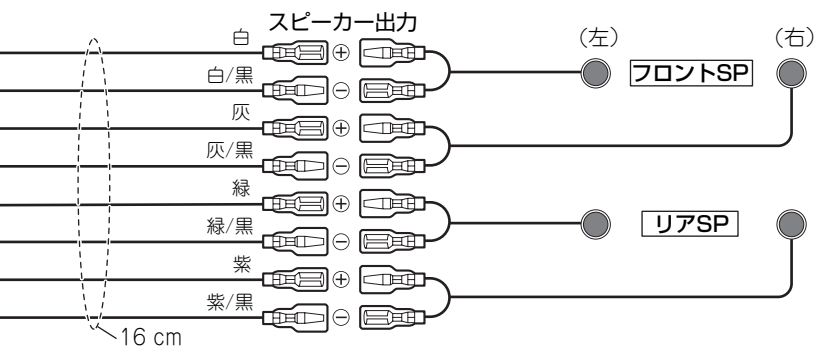 スピーカー出力
白
⊕
(左)
(右)
フロントSP
白/黒
⊖
灰
⊕
灰/黒
⊖
緑
⊕
リアSP
緑/黒
⊖
紫
⊕
紫/黒
⊖
16 cm